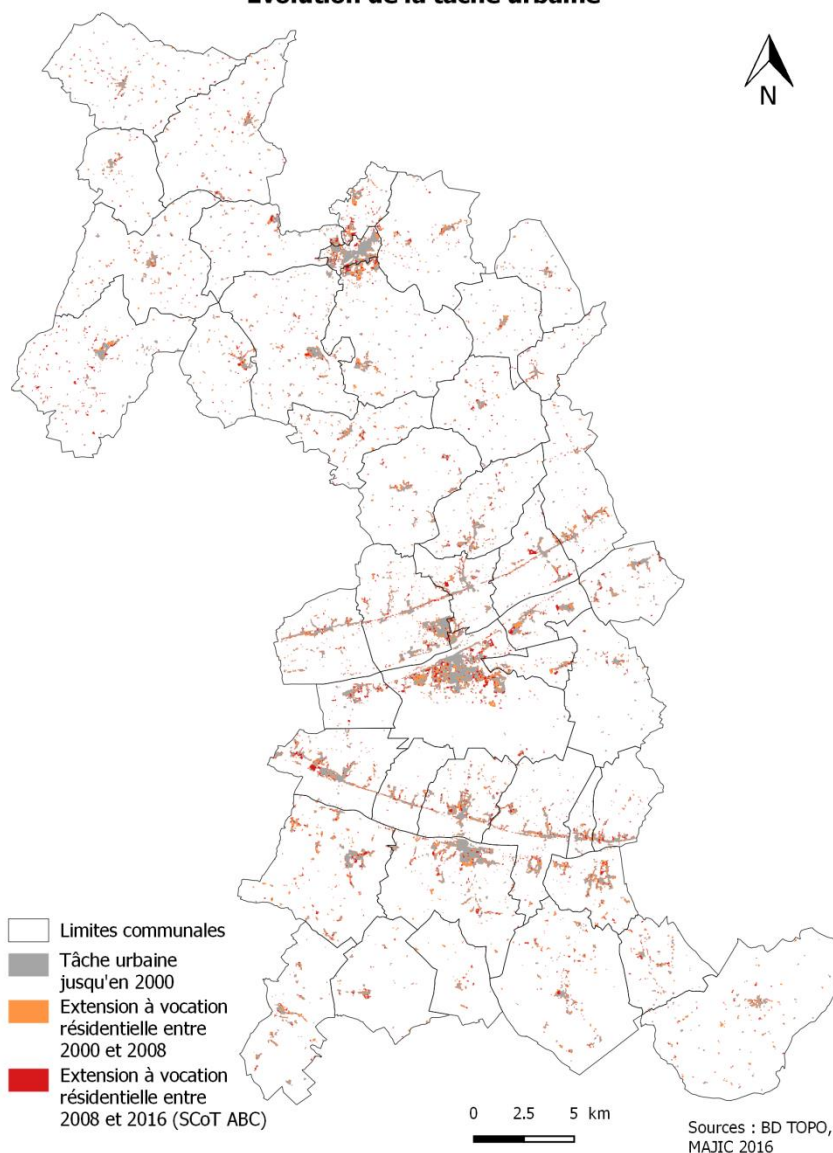 Évolution de la tâche urbaine
N
Limites communales
Tâche urbaine
jusqu'en 2000
Extension à vocation
résidentielle entre
2000 et 2008
Extension à vocation
résidentielle entre
2008 et 2016 (SCoT ABC)
0 2.5 5 km
Sources : BD TOPO,
MAJIC 2016